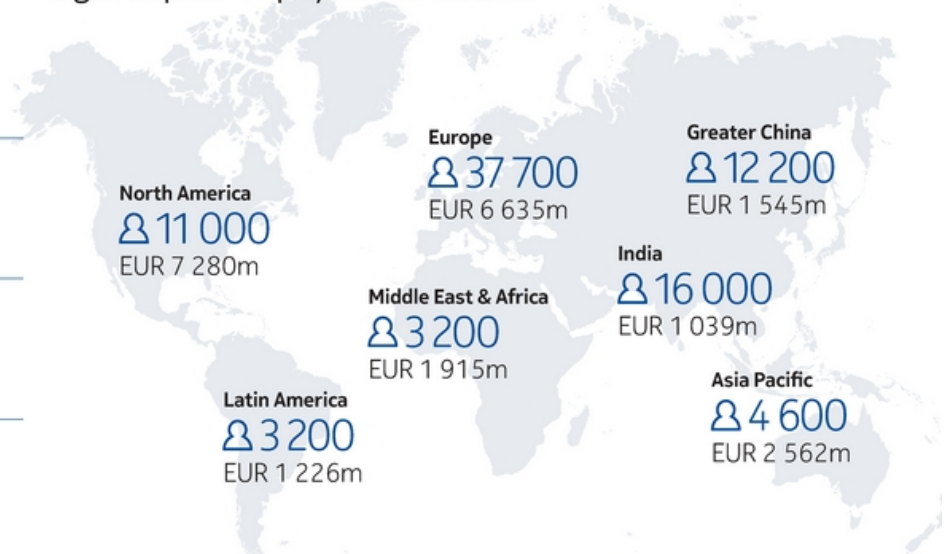 North America
11 000
EUR 7 280m
Europe
37 700
EUR 6 635m
Greater China
12 200
EUR 1 545m
India
16 000
EUR 1 039m
Middle East & Africa
3 200
EUR 1 915m
Latin America
3 200
EUR 1 226m
Asia Pacific
4 600
EUR 2 562m